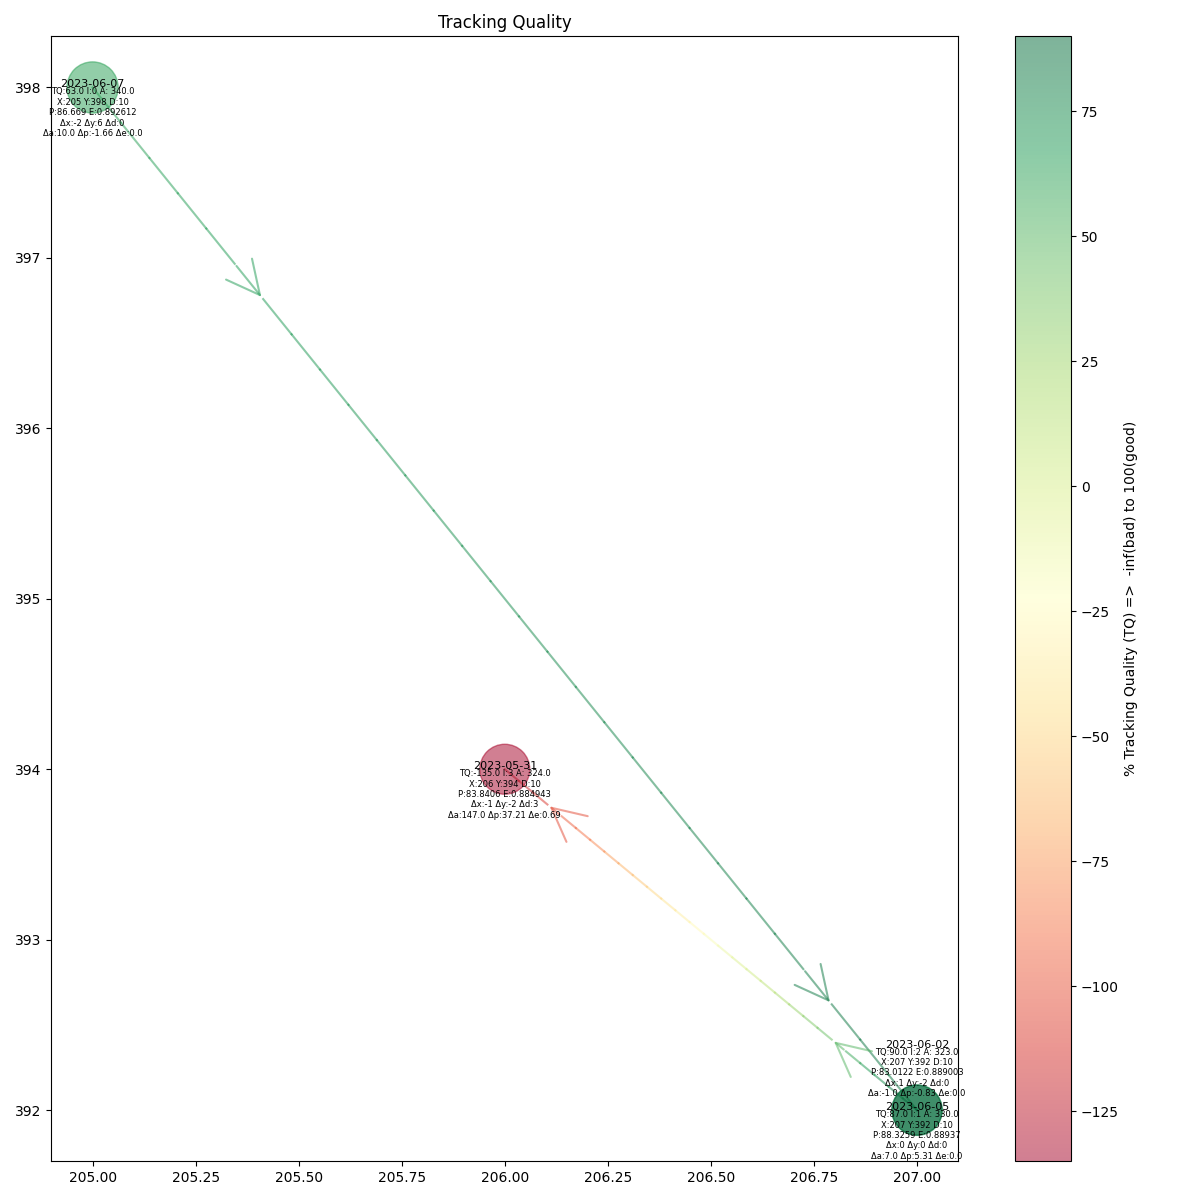 Tracking Quality
398
397
396
395
394
393
392
2023-06-07
TQ:63.0 I:0 A: 340.0
X:205 Y:398 D:10
P:86.669 E:0.892612
Δx:-2 Δy:6 Δd:0
Δa:10.0 Δp:-1.66 Δe:0.0
2023-05-31
TQ:-135.0 I:3 A: 324.0
X:206 Y:394 D:10
P:83.8406 E:0.884943
Δx:-1 Δy:-2 Δd:3
Δa:147.0 Δp:37.21 Δe:0.69
2023-06-02
TQ:90.0 I:2 A: 323.0
X:207 Y:392 D:10
P:83.0122 E:0.889003
Δx:1 Δy:-2 Δd:0
Δa:-1.0 Δp:-0.83 Δe:0.0
2023-06-05
TQ:87.0 I:1 A: 330.0
X:207 Y:392 D:10
P:88.3259 E:0.88937
Δx:0 Δy:0 Δd:0
Δa:7.0 Δp:5.31 Δe:0.0
205.00 205.25 205.50 205.75 206.00 206.25 206.50 206.75 207.00
75
50
25
0
−25
−50
−75
−100
−125
% Tracking Quality (TQ) => -inf(bad) to 100(good)